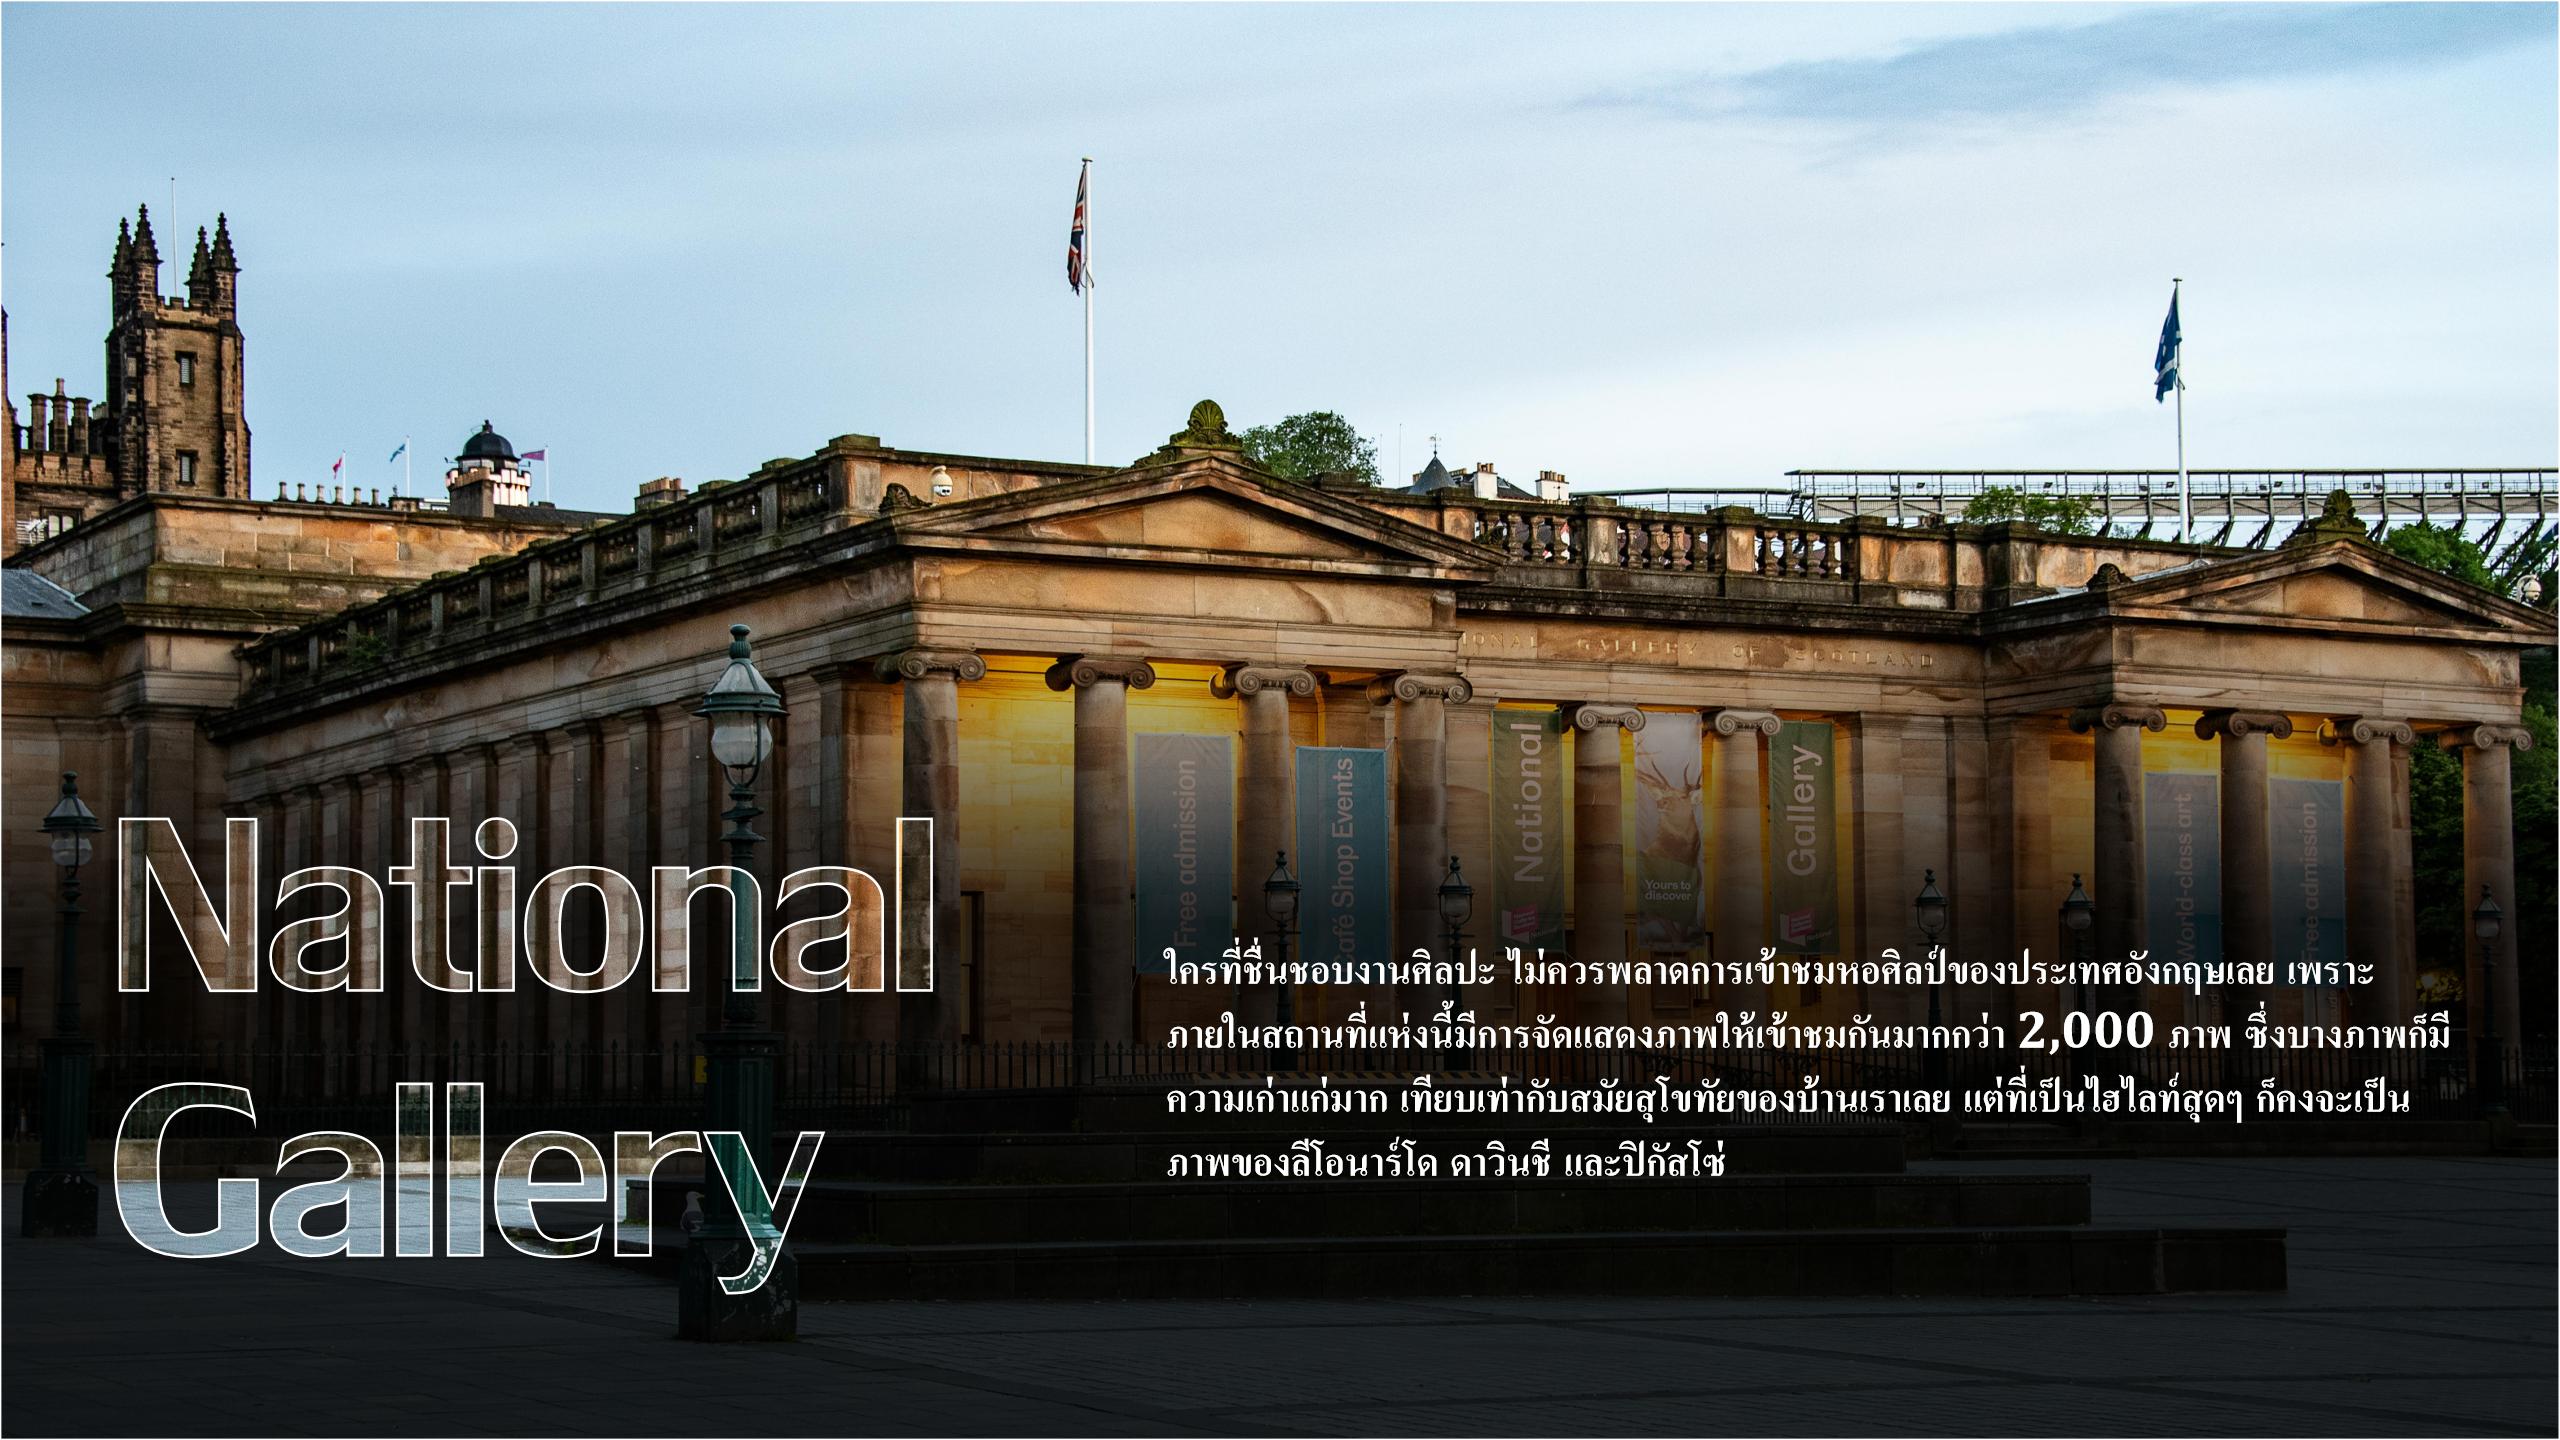 IONAL GALLERY OF SCOTLAND
Free admission
Café Shop Events
National
Yours to
discover
Gallery
World-class art
Free admission
National
Gallery
ใครที่ชื่นชอบงานศิลปะ ไม่ควรพลาดการเข้าชมหอศิลป์ของประเทศอังกฤษเลย เพราะ
ภายในสถานที่แห่งนี้มีการจัดแสดงภาพให้เข้าชมกันมากกว่า 2,000 ภาพ ซึ่งบางภาพก็มี
ความเก่าแก่มาก เทียบเท่ากับสมัยสุโขทัยของบ้านเราเลย แต่ที่เป็นไฮไลท์สุดๆ ก็คงจะเป็น
ภาพของลีโอนาร์โด ดาวินชี และปิกัสโซ่